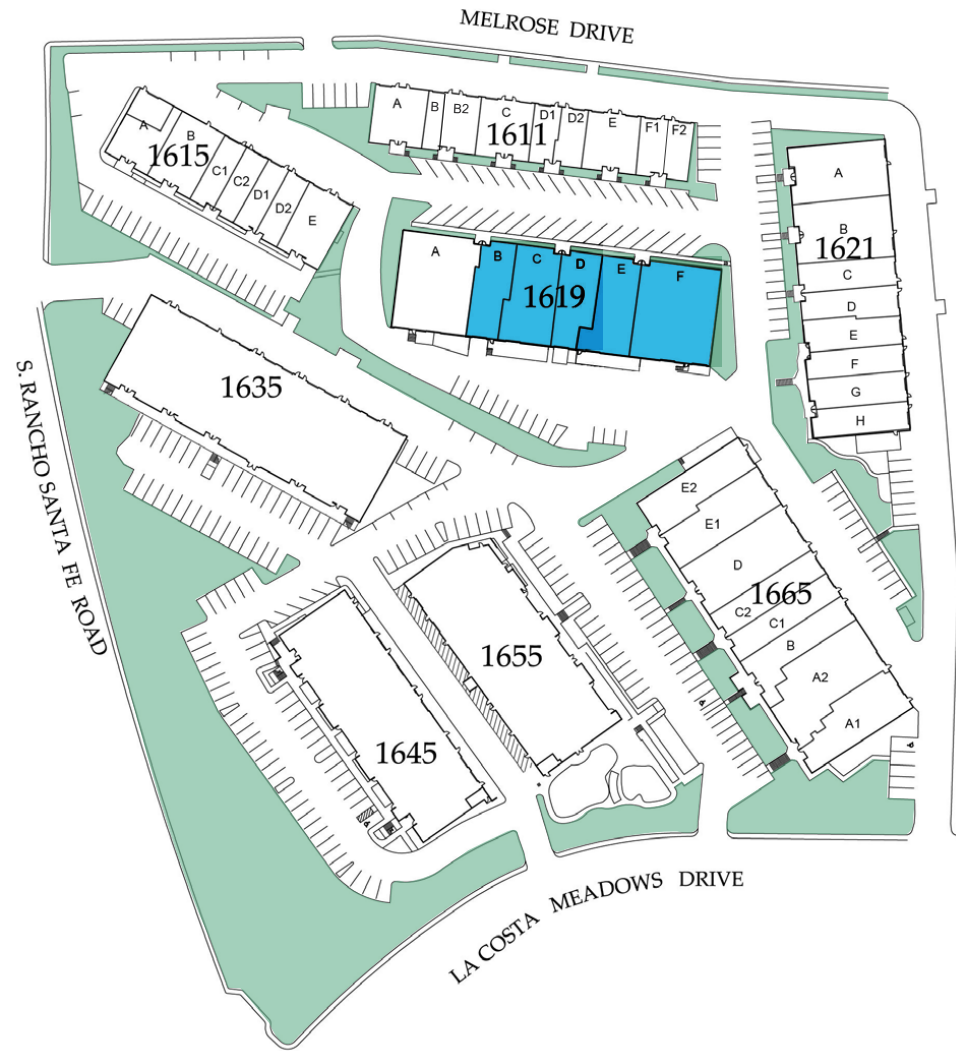 MELROSE DRIVE
A
B
B2
C
D1
D2
E
F1
F2
1611
A
B
C1
C2
D1
D2
E
1615
A
B
C
D
E
F
G
H
1621
A
B
C
D
E
F
1619
1635
S. RANCHO SANTA FE ROAD
E2
E1
D
C2
C1
B
A2
A1
1665
1655
1645
LA COSTA MEADOWS DRIVE